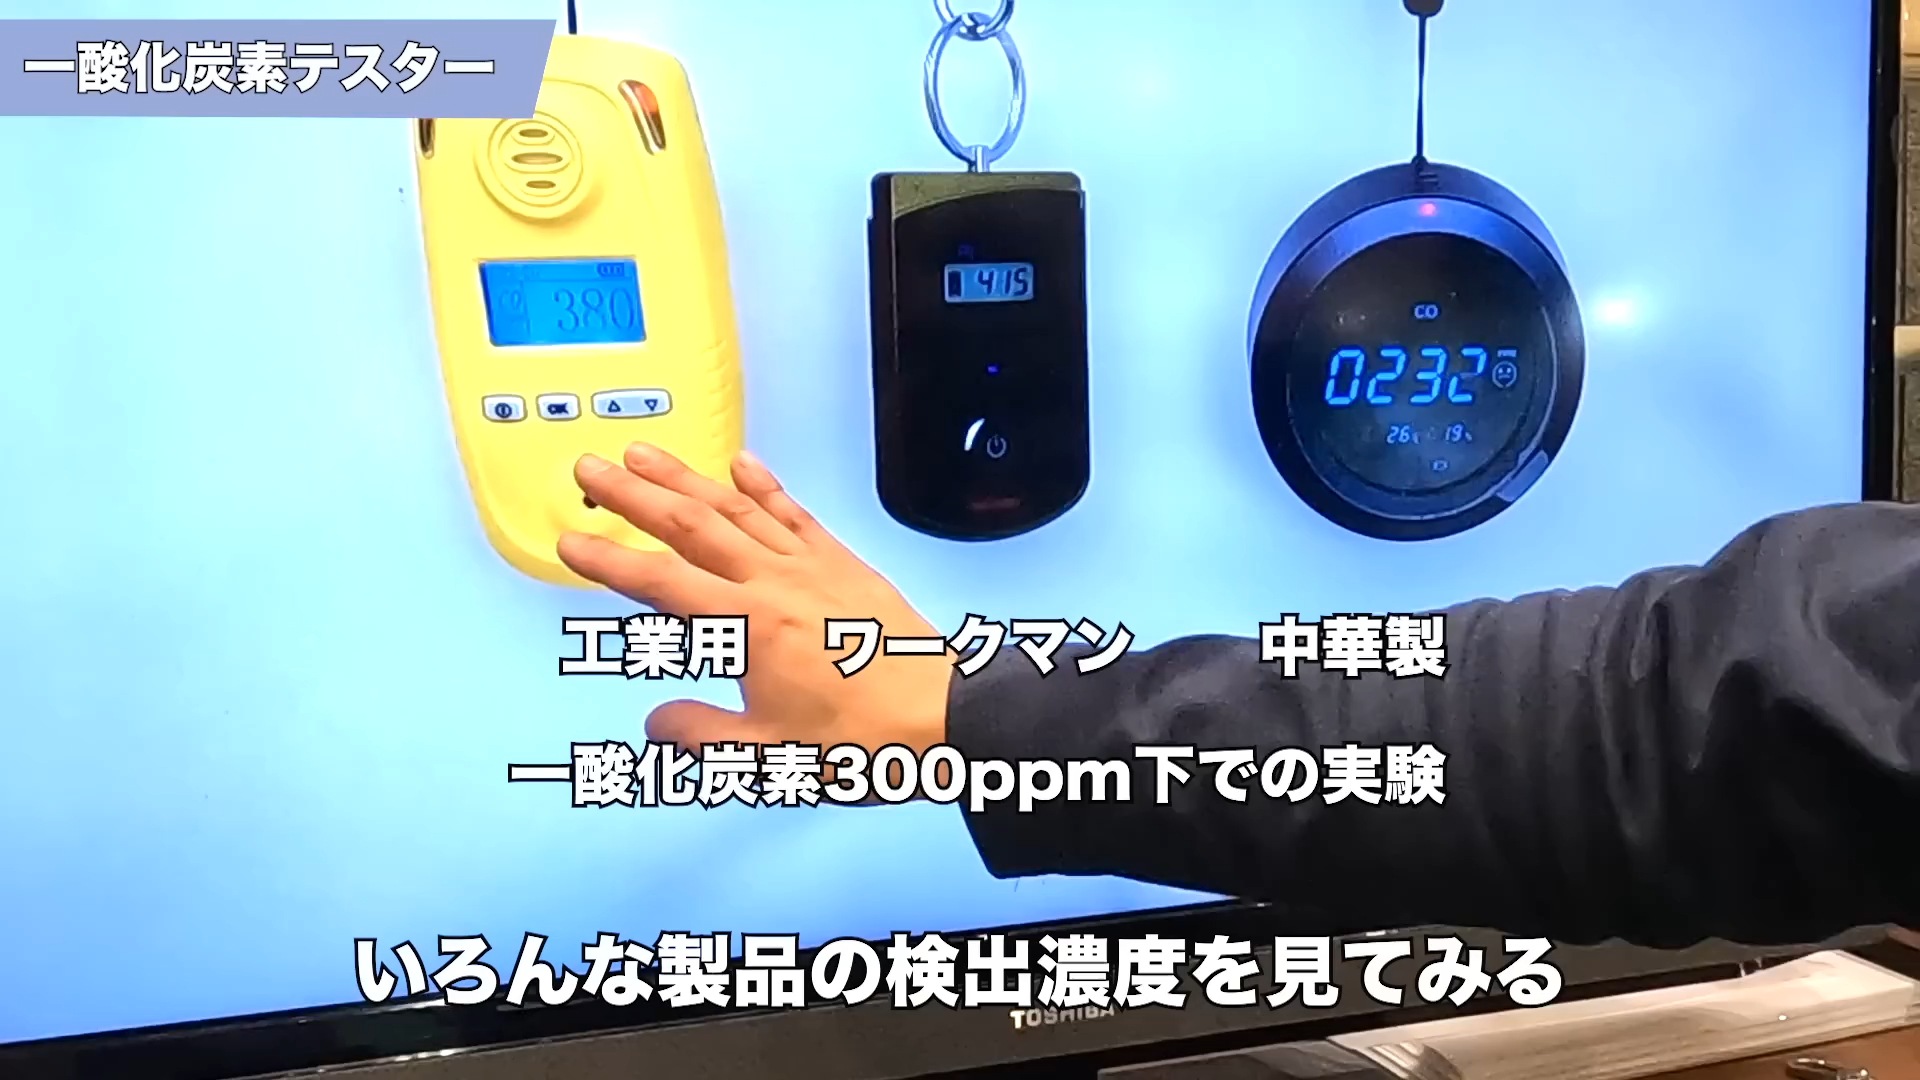 一酸化炭素テスター
380
OK
415
CO
0232
26 19
工業用 ワークマン 中華製
一酸化炭素300ppm下での実験
いろんな製品の検出濃度を見てみる
TOSHIBA